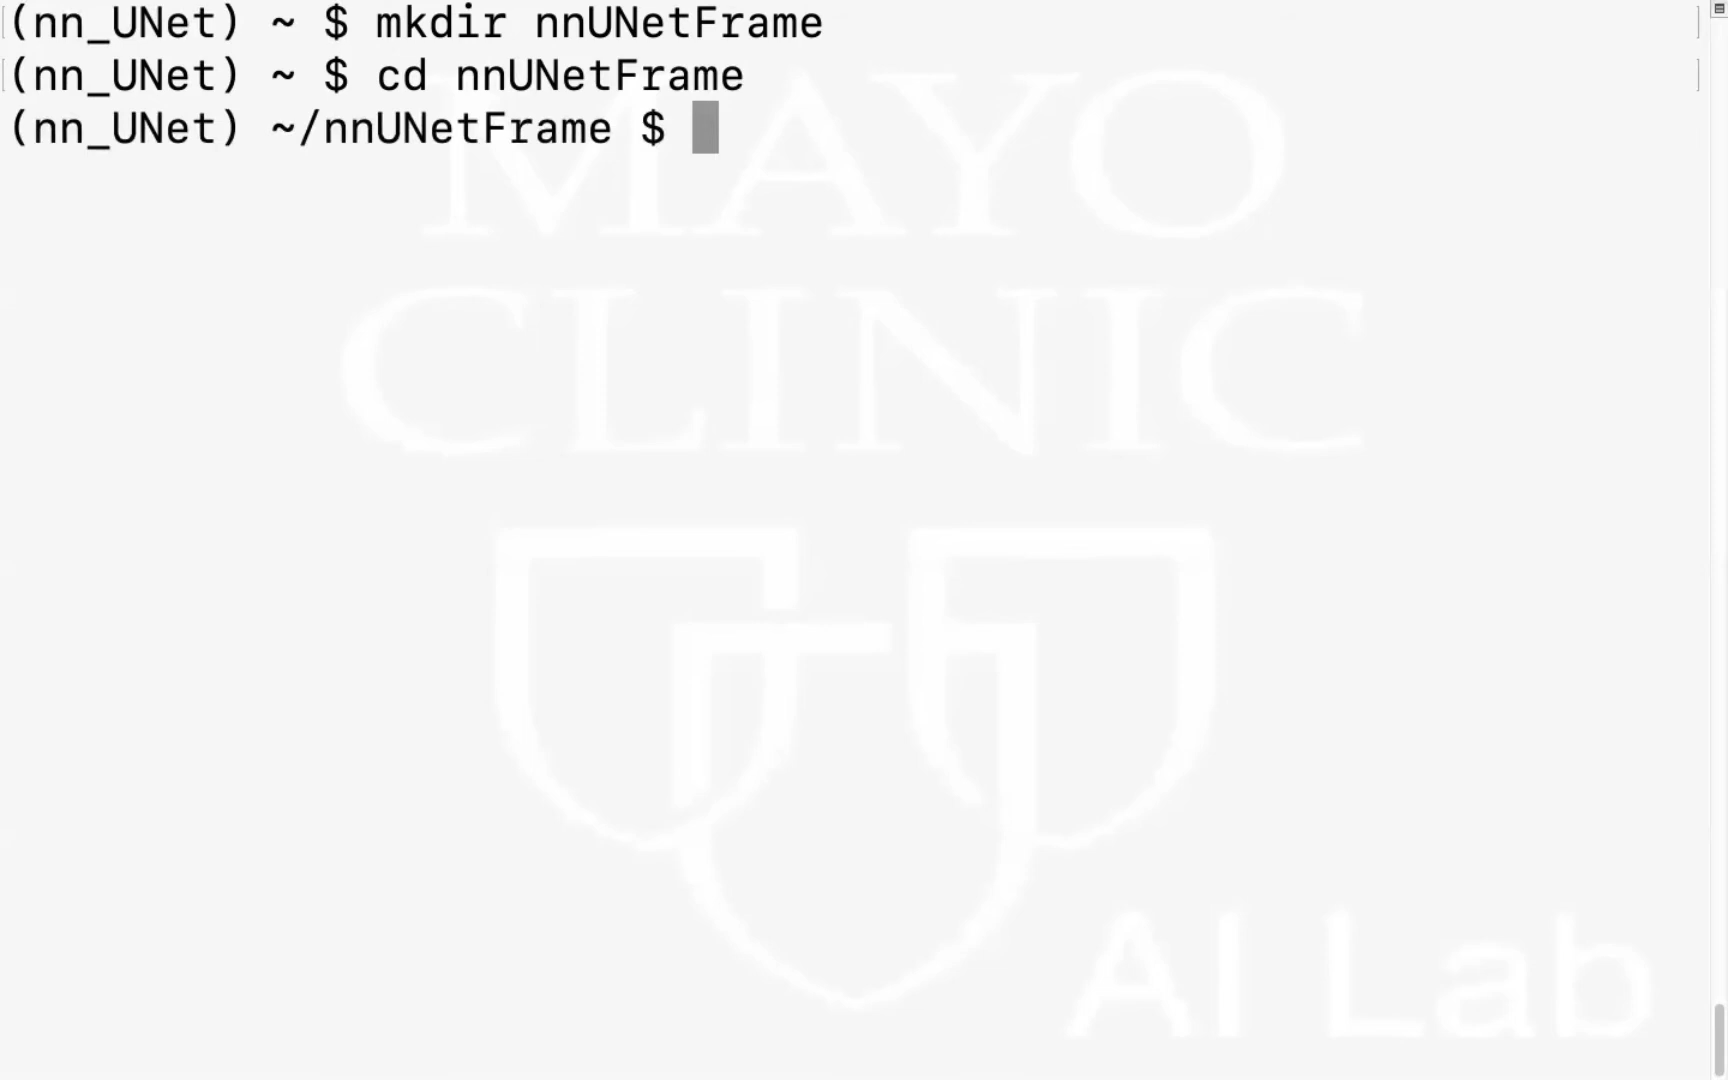 (nn_UNet) ~ $ mkdir nnUNetFrame
(nn_UNet) ~ $ cd nnUNetFrame
(nn_UNet) ~/nnUNetFrame $
MAYO
CLINIC
AI Lab